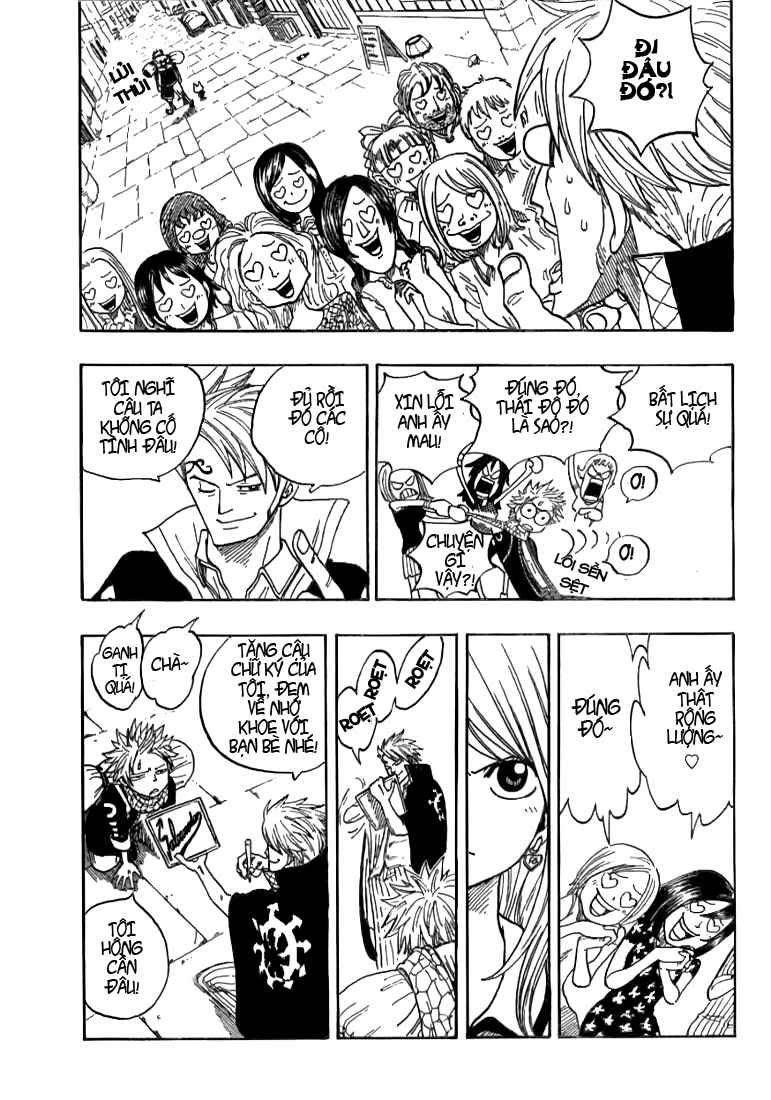 ĐI
ĐÂU
ĐÓ?!
LỦI
THỦI
BẤT LỊCH
SỰ QUÁ!
ĐÚNG ĐÓ,
THÁI ĐỘ ĐÓ
LÀ SAO?!
XIN LỖI
ANH ẤY
MAU!
ƠI
ƠI
LÔI SỀN
SỆT
CHUYỆN
GÌ
VẬY?!
ĐỦ RỒI
ĐÓ CÁC
CÔ!
TÔI NGHĨ
CẬU TA
KHÔNG CỐ
TÌNH ĐÂU!
ANH ẤY
THẬT
RỘNG
LƯỢNG~
♡
ĐÚNG
ĐÓ~
ROẸT
ROẸT
ROẸT
TẶNG CẬU
CHỮ KÝ CỦA
TÔI, ĐEM
VỀ NHỚ
KHOE VỚI
BẠN BÈ NHÉ!
CHÀ~
GANH
TỊ
QUÁ!
TÔI
HÔNG
CẦN
ĐÂU!